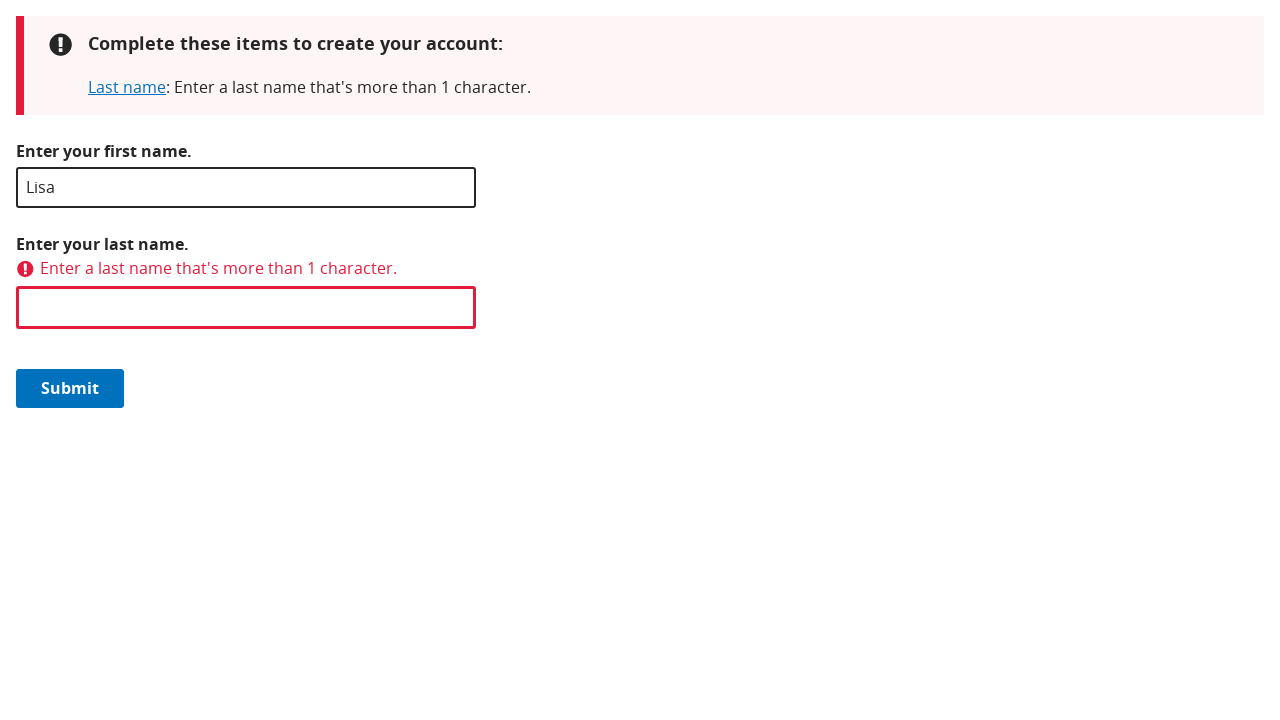 Complete these items to create your account:
Last name: Enter a last name that's more than 1 character.
Enter your first name.
Lisa
Enter your last name.
Enter a last name that's more than 1 character.
Submit